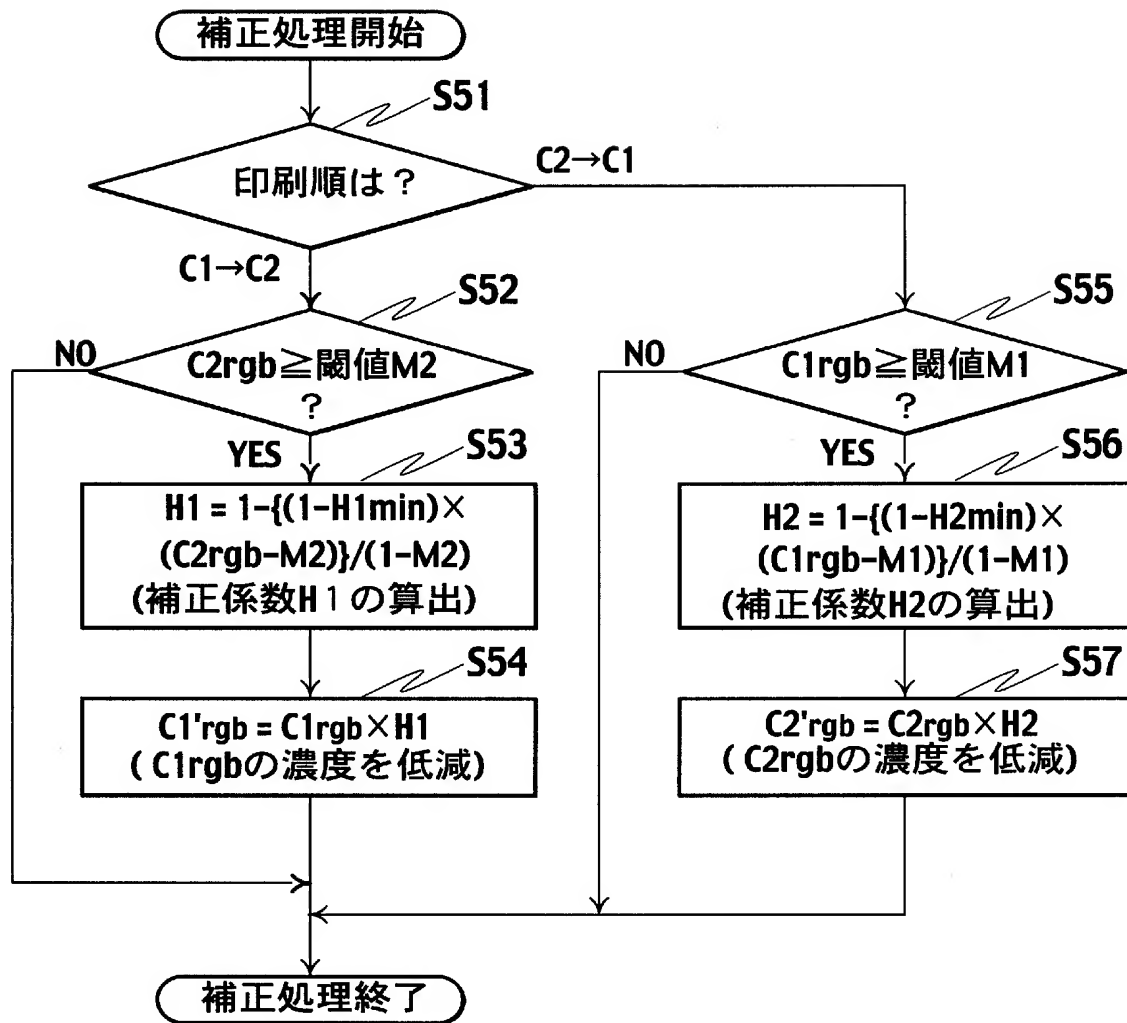 補正処理開始
S51
印刷順は？
C2→C1
C1→C2
S52
C2rgb≧閾値M2
？
NO
YES
S53
H1 = 1-{(1-H1min)×
(C2rgb-M2)}/(1-M2)
(補正係数H１の算出)
S54
C1'rgb = C1rgb×H1
( C1rgbの濃度を低減)
S55
C1rgb≧閾値M1
？
NO
YES
S56
H2 = 1-{(1-H2min)×
(C1rgb-M1)}/(1-M1)
(補正係数H2の算出)
S57
C2'rgb = C2rgb×H2
( C2rgbの濃度を低減)
補正処理終了